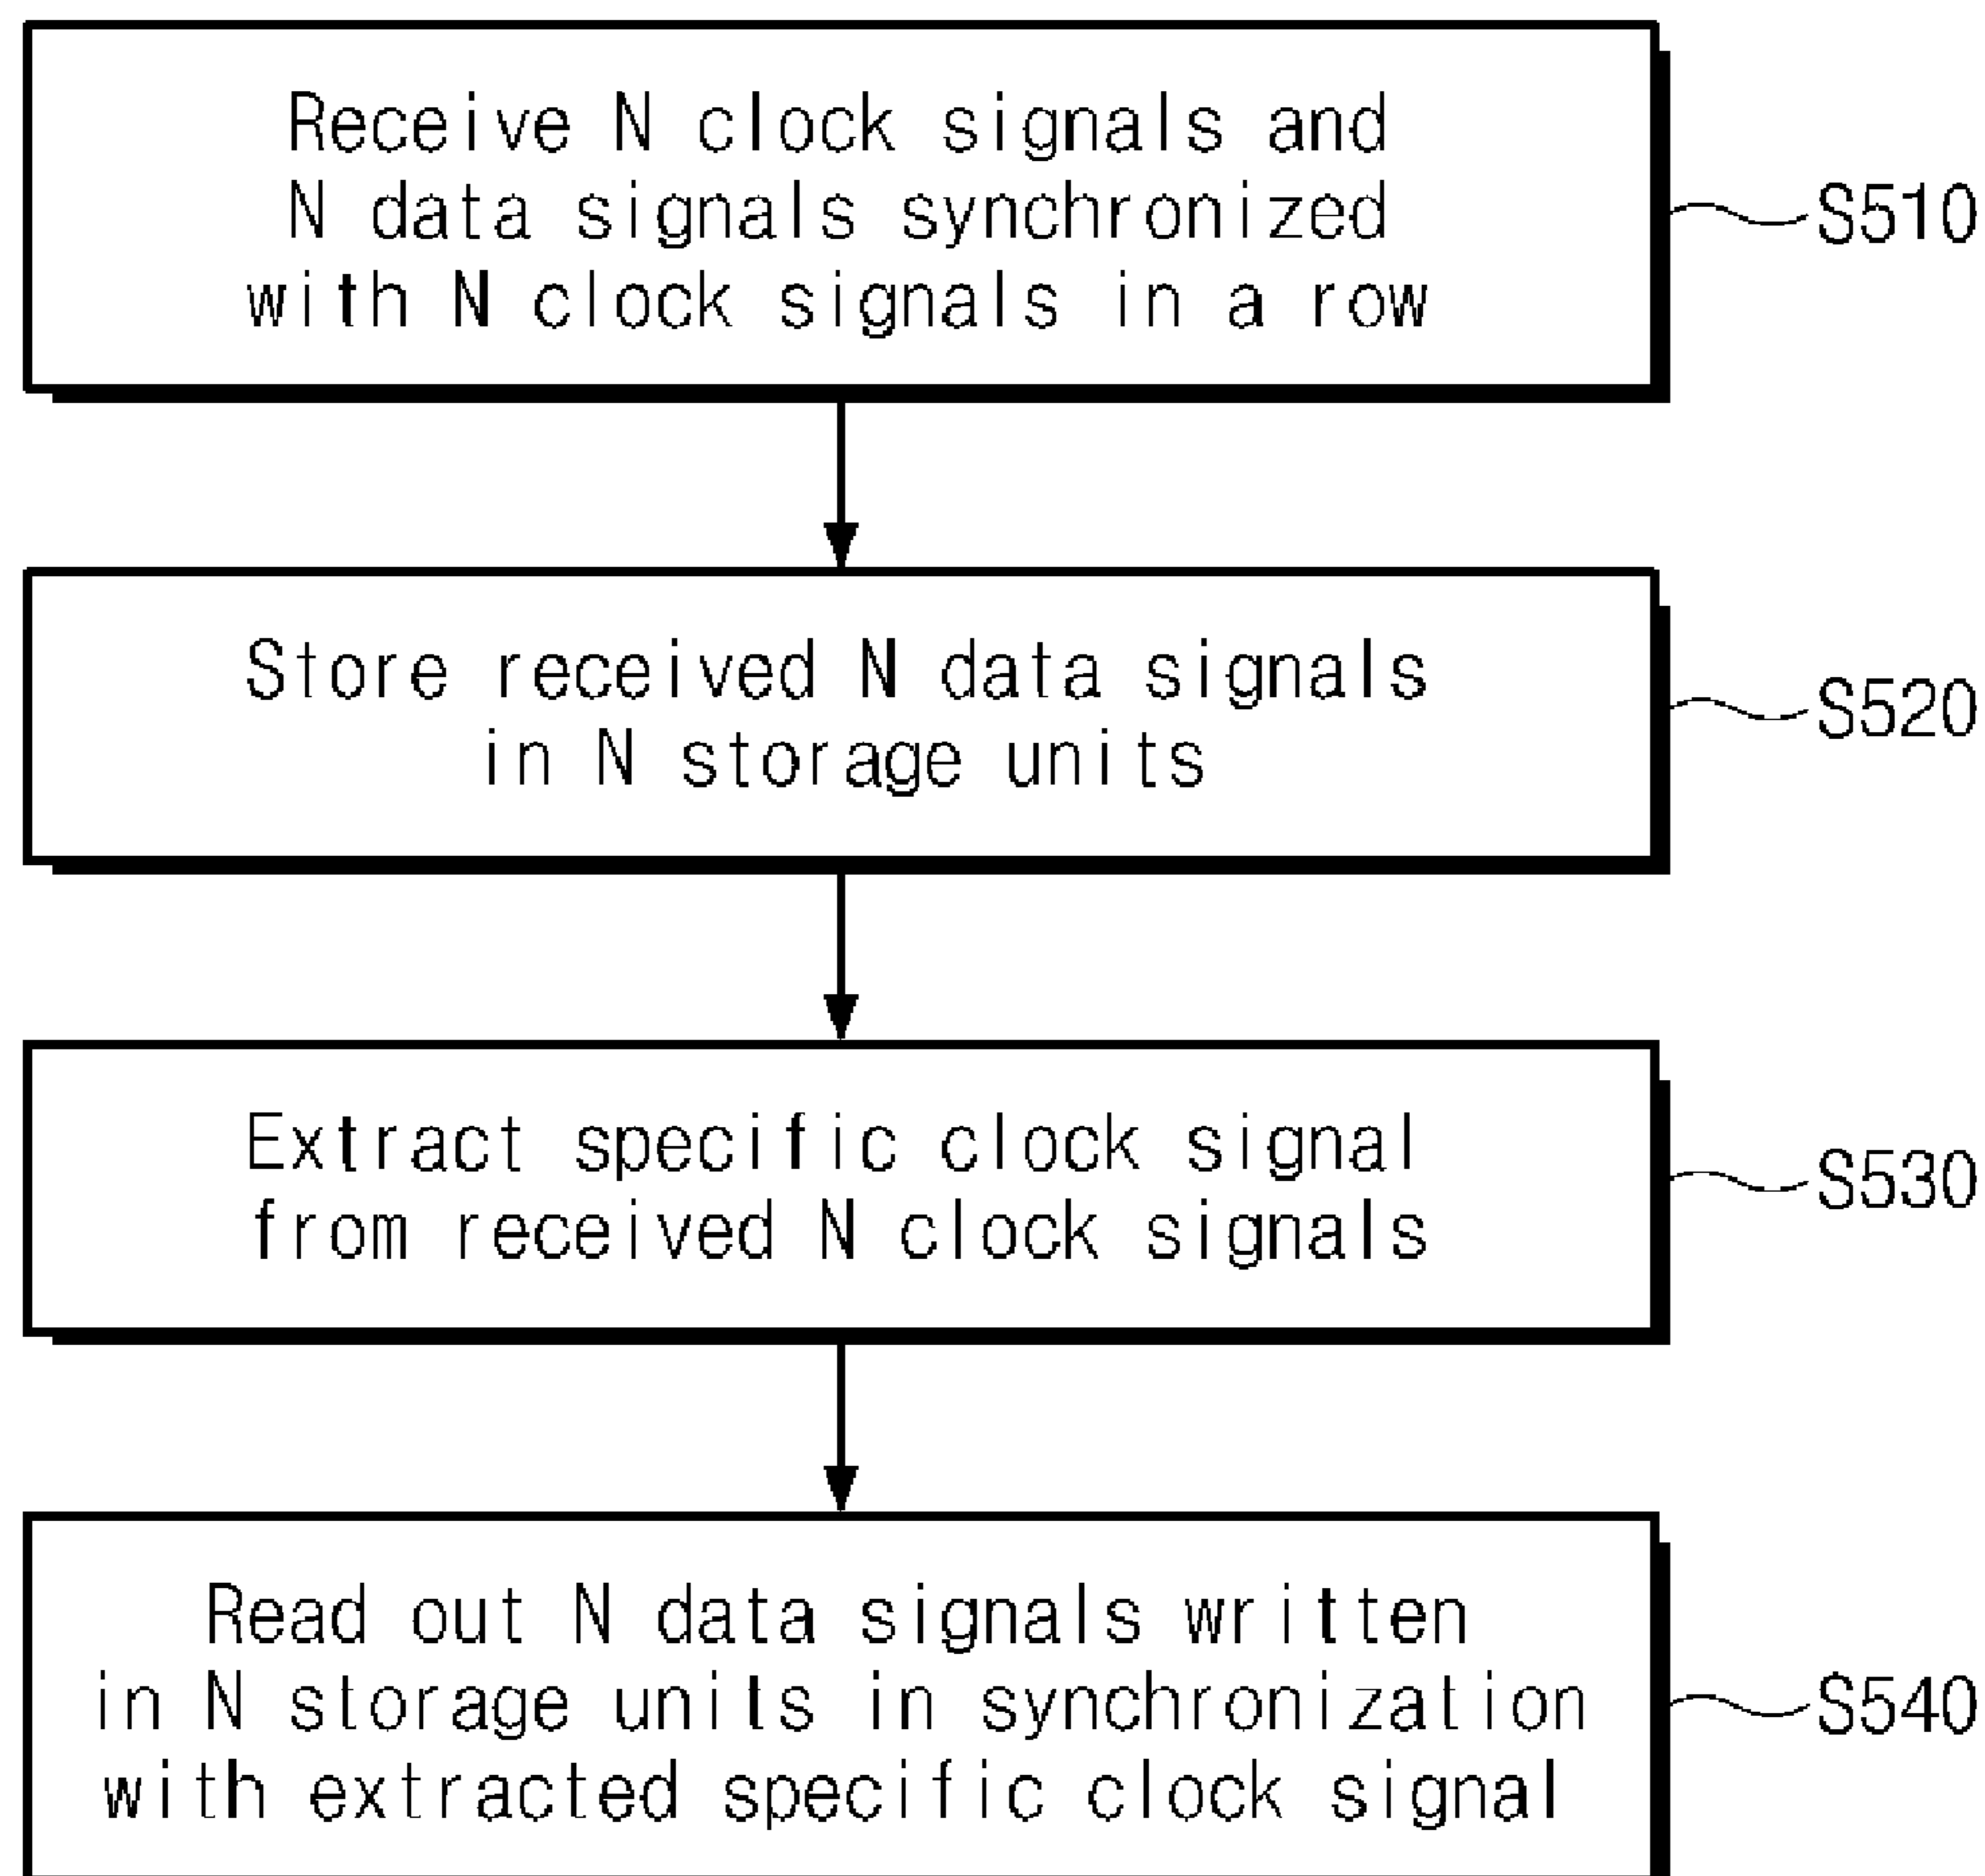 Receive N clock signals and
N data signals synchronized
with N clock signals in a row
S510
Store received N data signals
in N storage units
S520
Extract specific clock signal
from received N clock signals
S530
Read out N data signals written
in N storage units in synchronization
with extracted specific clock signal
S540